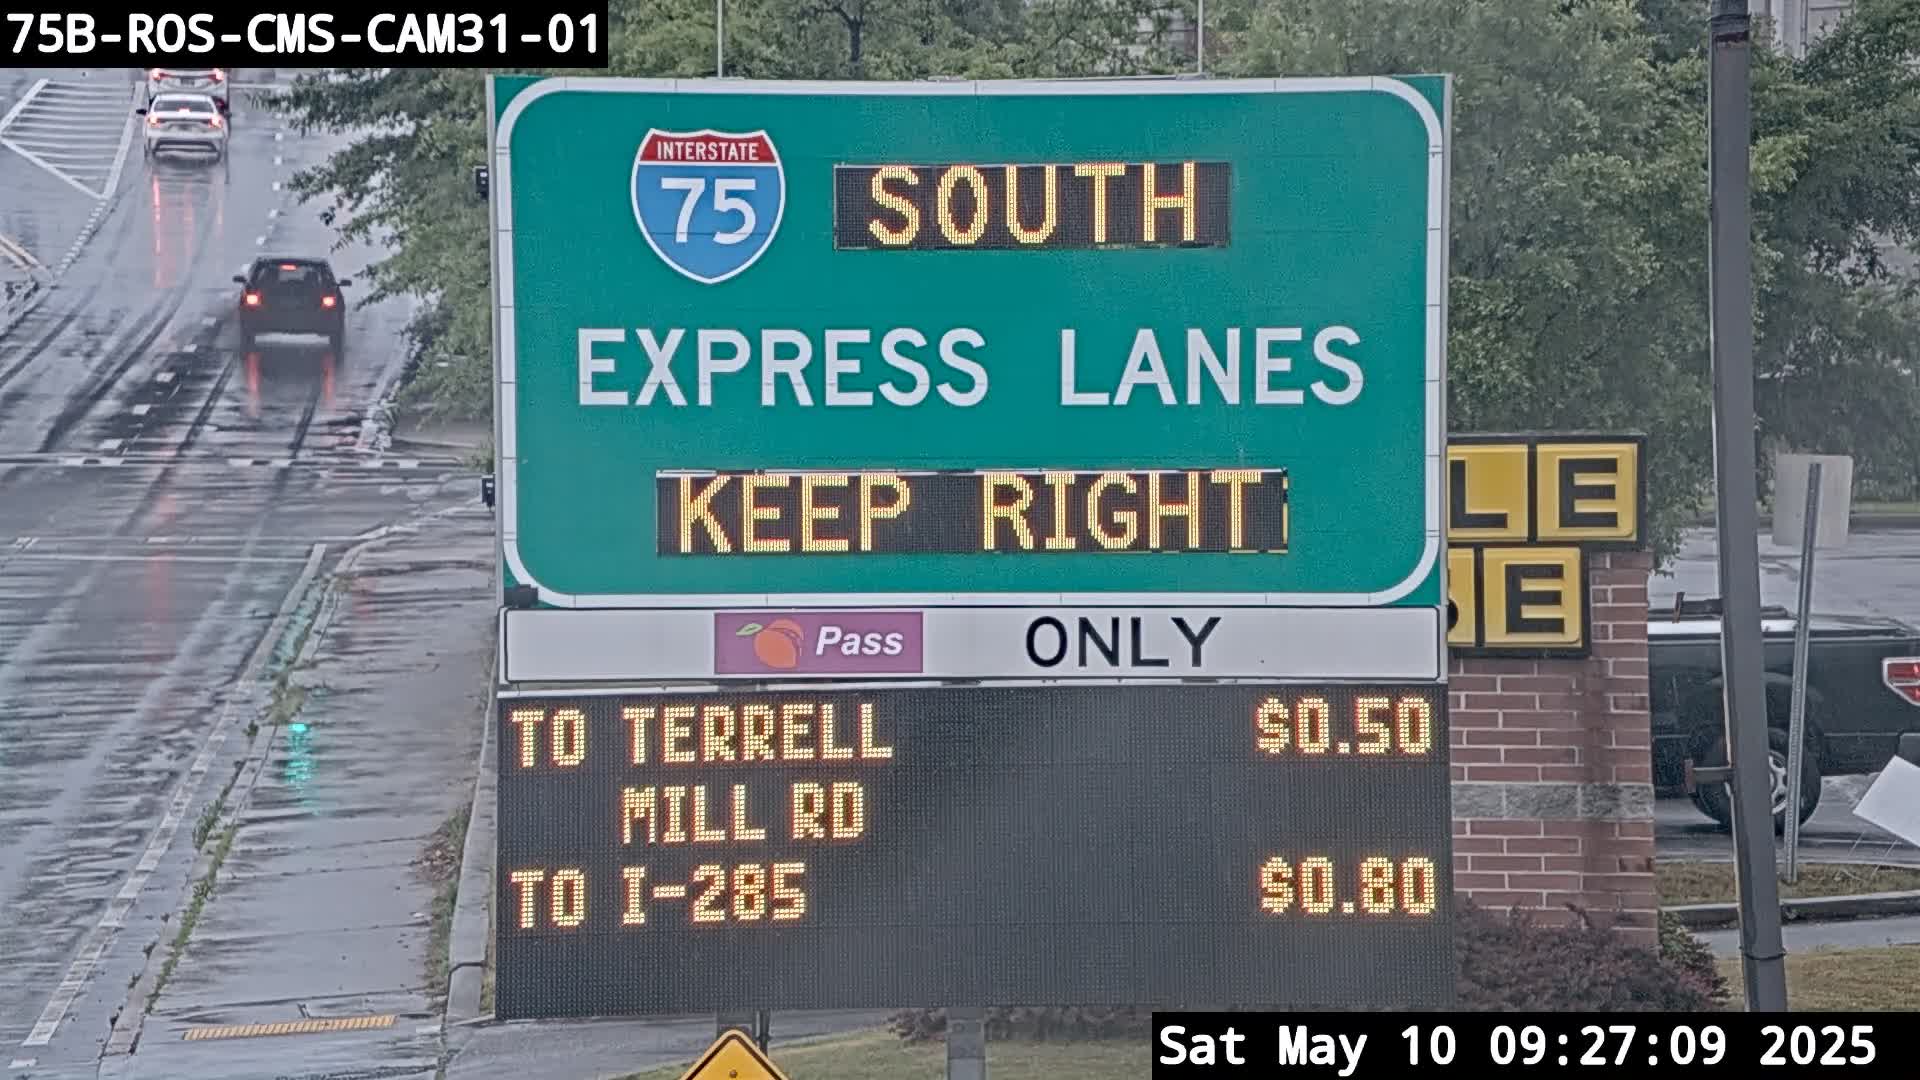 75B-ROS-CMS-CAM31-01
INTERSTATE
75
SOUTH
EXPRESS LANES
KEEP RIGHT
Pass ONLY
TO TERRELL $0.50
MILL RD
TO I-285 $0.80
LE
E
Sat May 10 09:27:09 2025